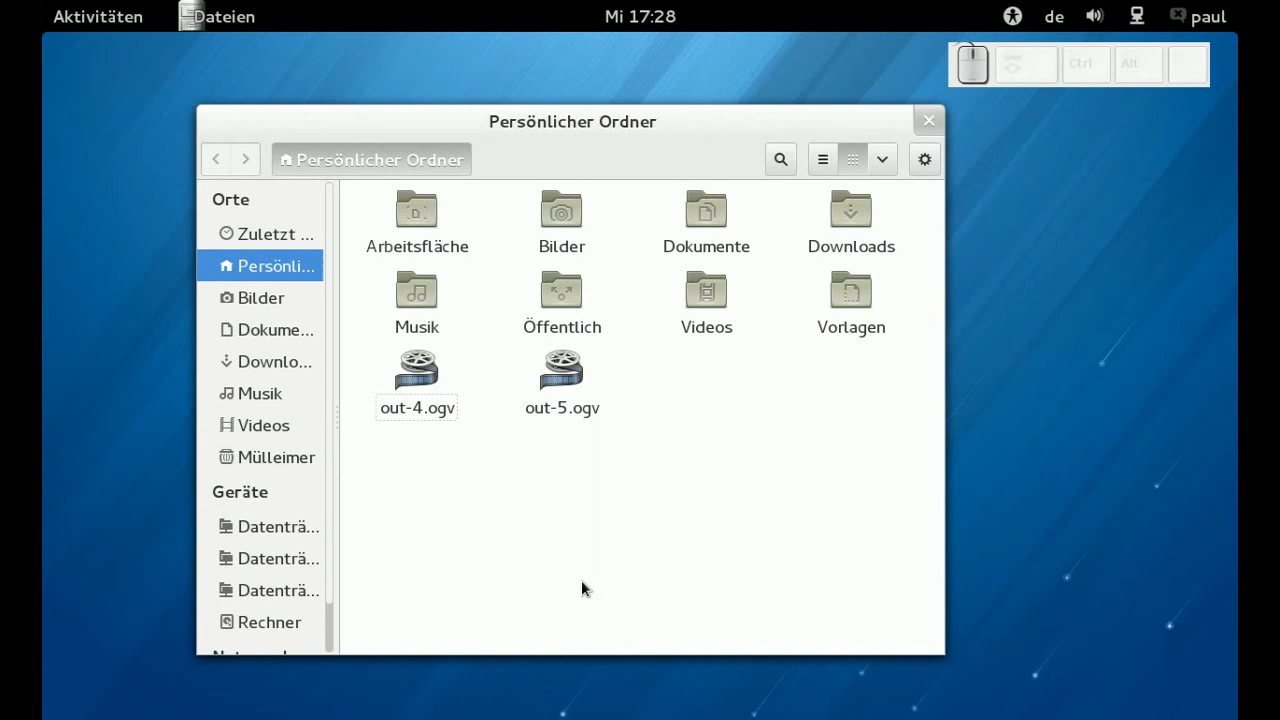 Aktivitäten Dateien Mi 17:28 de paul
Ctrl Alt
Persönlicher Ordner
Persönlicher Ordner
Orte
Zuletzt ...
Persönli...
Bilder
Dokume...
Downlo...
Musik
Videos
Mülleimer
Geräte
Datenträ...
Datenträ...
Datenträ...
Rechner
Arbeitsfläche Bilder Dokumente Downloads
Musik Öffentlich Videos Vorlagen
out-4.ogv out-5.ogv